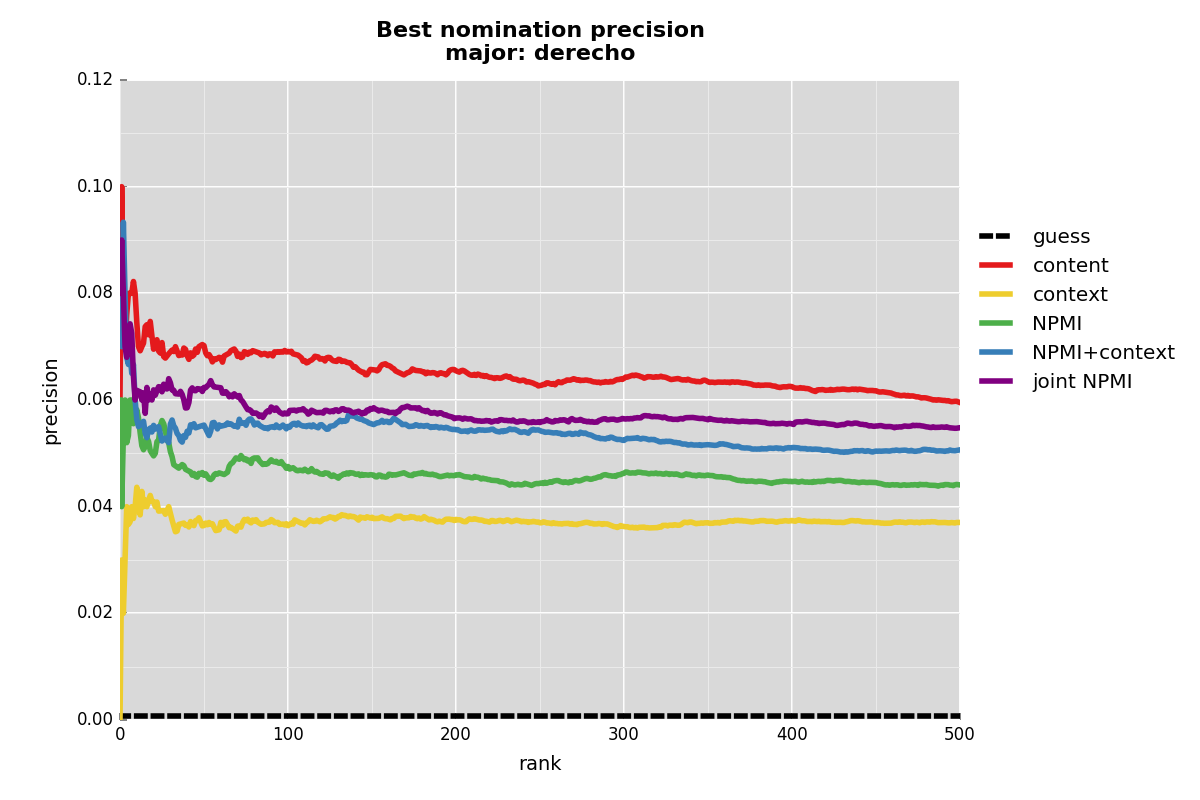 Best nomination precision
major: derecho
0.12
0.10
0.08
0.06
0.04
0.02
0.00
precision
0
100
200
300
400
500
rank
guess
content
context
NPMI
NPMI+context
joint NPMI